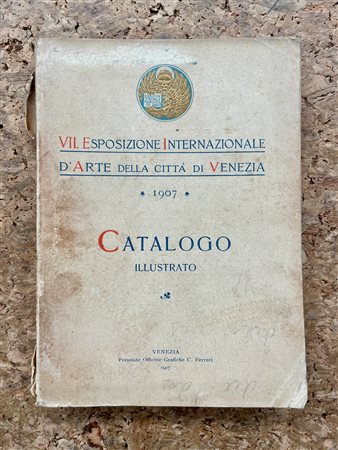 VII. Esposizione Internazionale
d'Arte della città di Venezia
1907
Catalogo
illustrato
Venezia
Premiate Officine Grafiche C. Ferrari
1907